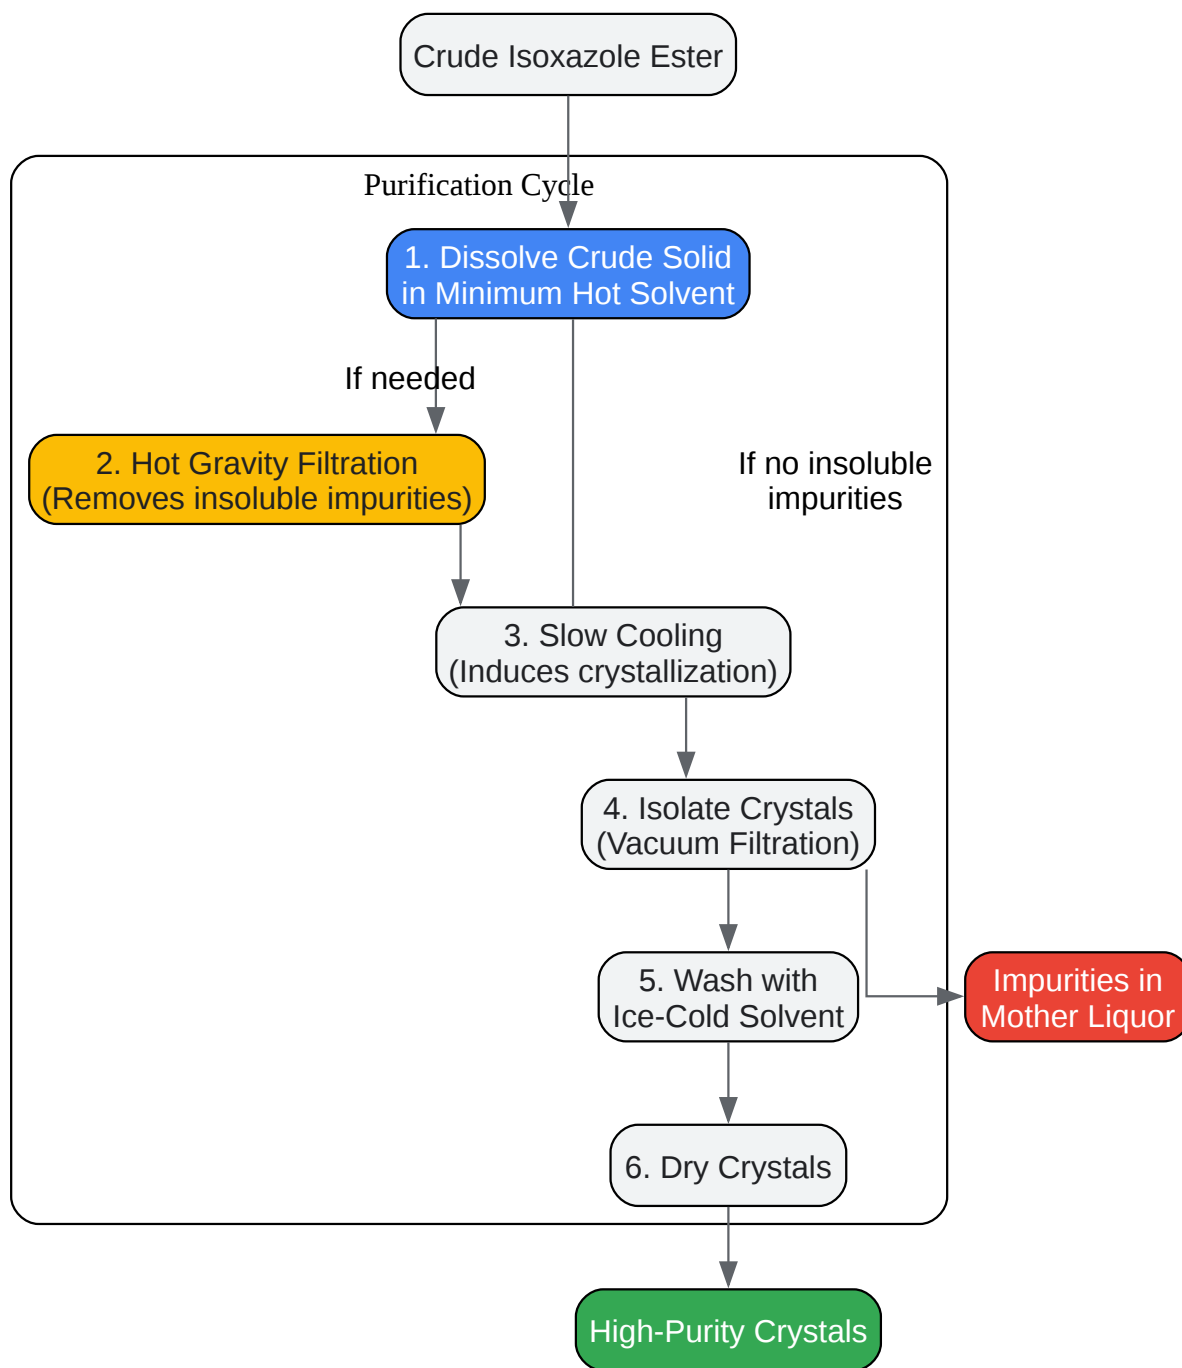 Crude Isoxazole Ester
Purification Cycle
1. Dissolve Crude Solid
in Minimum Hot Solvent
If needed
2. Hot Gravity Filtration
(Removes insoluble impurities)
If no insoluble
impurities
3. Slow Cooling
(Induces crystallization)
4. Isolate Crystals
(Vacuum Filtration)
5. Wash with
Ice-Cold Solvent
Impurities in
Mother Liquor
6. Dry Crystals
High-Purity Crystals